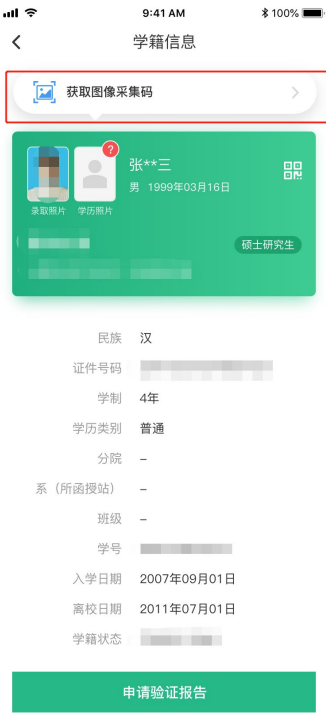 9:41 AM 100%
学籍信息
获取图像采集码
?
张**三
男 1999年03月16日
录取照片 学历照片
硕士研究生
民族 汉
证件号码
学制 4年
学历类别 普通
分院 –
系（所函授站） –
班级 –
学号
入学日期 2007年09月01日
离校日期 2011年07月01日
学籍状态
申请验证报告